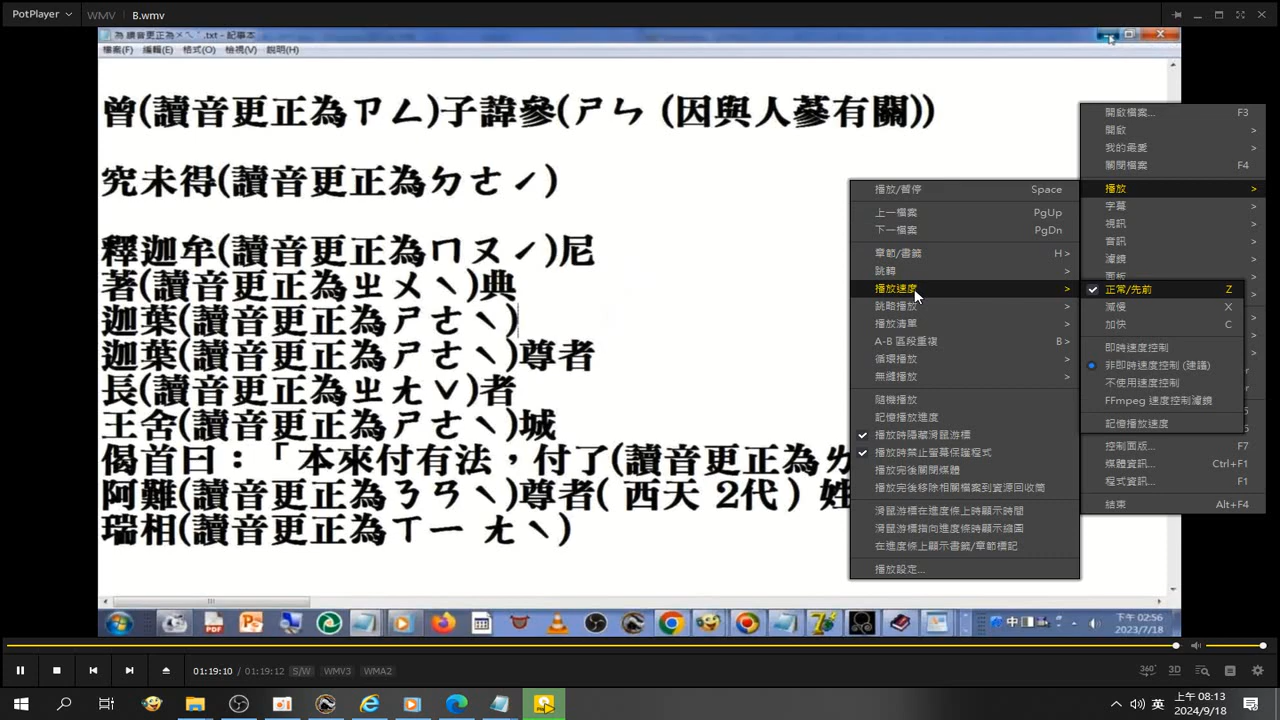 PotPlayer
WMV
B.wmv
為 讀音更正為ㄨㄟˋ.txt - 記事本
檔案(F) 編輯(E) 格式(O) 檢視(V) 說明(H)
曾(讀音更正為ㄗㄥ)子諱參(ㄕㄣ (因與人蔘有關))
究未得(讀音更正為ㄉㄜˊ)
釋迦牟(讀音更正為ㄇㄡˊ)尼
著(讀音更正為ㄓㄨˋ)典
迦葉(讀音更正為ㄕㄜˋ)
迦葉(讀音更正為ㄕㄜˋ)尊者
長(讀音更正為ㄓㄤˇ)者
王舍(讀音更正為ㄕㄜˋ)城
偈首曰：「本來付有法，付了(讀音更正為ㄌ
阿難(讀音更正為ㄋㄢˋ)尊者( 西天 2代 ) 姓
瑞相(讀音更正為ㄒㄧ ㄤˋ)
開啟檔案... F3
開啟 >
我的最愛 >
關閉檔案 F4
播放 >
字幕 >
視訊 >
音訊 >
濾鏡 >
面板
控制面版... F7
媒體資訊... Ctrl+F1
程式資訊... F1
結束 Alt+F4
播放/暫停 Space
上一檔案 PgUp
下一檔案 PgDn
章節/書籤 H >
跳轉 >
播放速度 >
跳略播放 >
播放清單 >
A-B 區段重複 B >
循環播放 >
無縫播放 >
隨機播放
記憶播放進度
播放時隱藏滑鼠游標
播放時禁止螢幕保護程式
播放完後關閉媒體
播放完後移除相關檔案到資源回收筒
滑鼠游標在進度條上時顯示時間
滑鼠游標指向進度條時顯示縮圖
在進度條上顯示書籤/章節標記
播放設定...
正常/先前 Z
減慢 X
加快 C
即時速度控制
非即時速度控制 (建議)
不使用速度控制
FFmpeg 速度控制濾鏡
記憶播放速度
中
下午 02:56
2023/7/18
01:19:10 / 01:19:12 S/W WMV3 WMA2
360°
3D
英
上午 08:13
2024/9/18